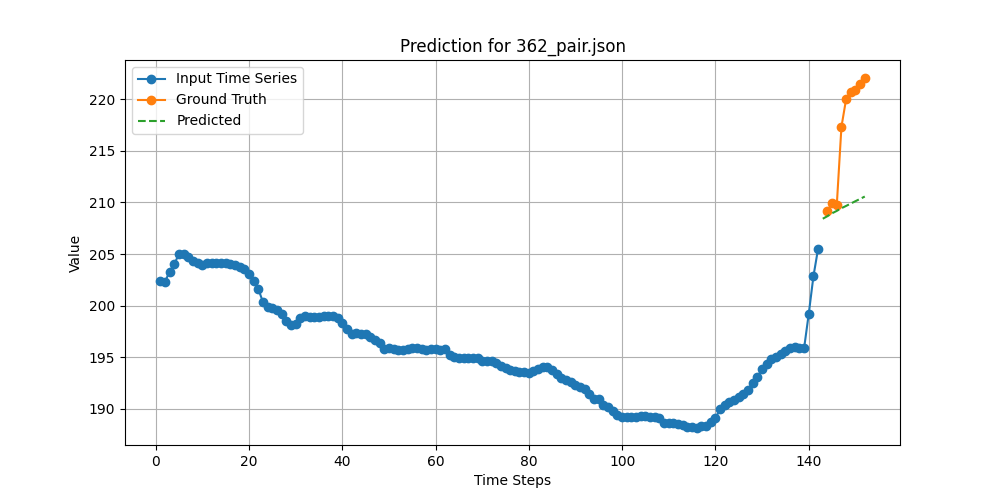 Prediction for 362_pair.json
Input Time Series
Ground Truth
Predicted
220
215
210
205
200
195
190
Value
0 20 40 60 80 100 120 140
Time Steps